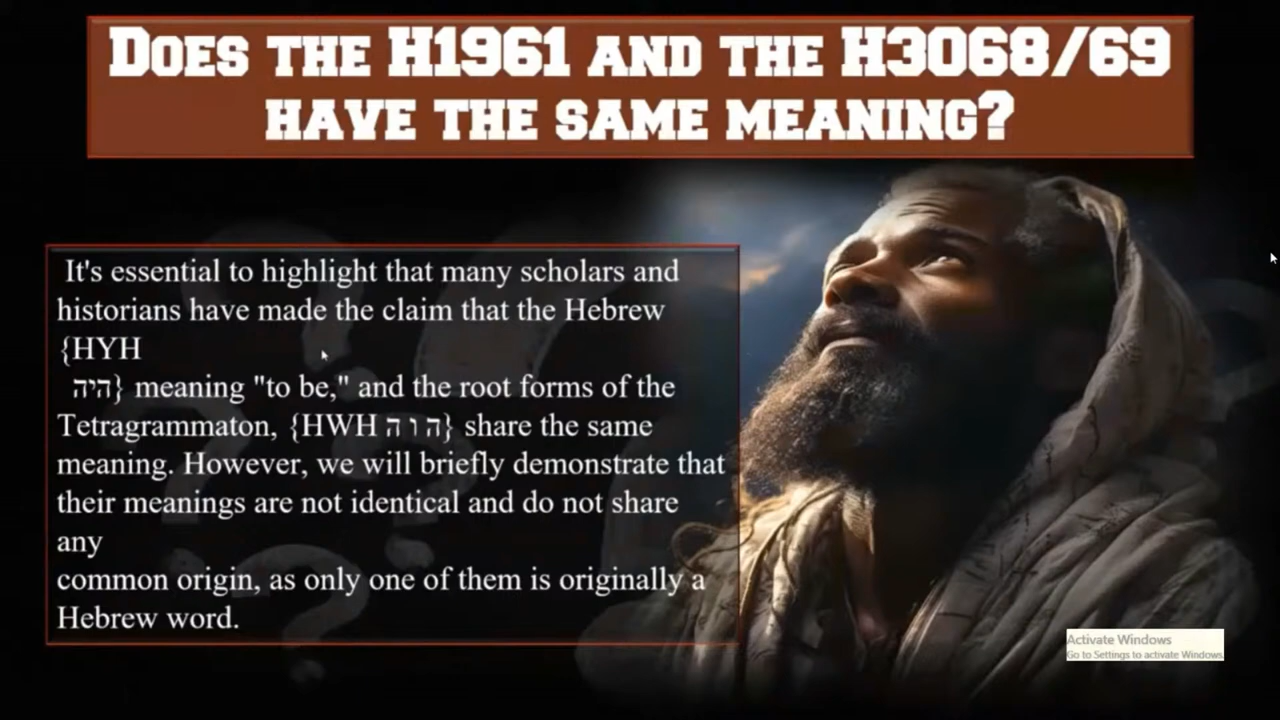 DOES THE H1961 AND THE H3068/69
HAVE THE SAME MEANING?
It's essential to highlight that many scholars and
historians have made the claim that the Hebrew
{HYH
היה} meaning "to be," and the root forms of the
Tetragrammaton, {HWH ה ו ה} share the same
meaning. However, we will briefly demonstrate that
their meanings are not identical and do not share
any
common origin, as only one of them is originally a
Hebrew word.
Activate Windows
Go to Settings to activate Windows.